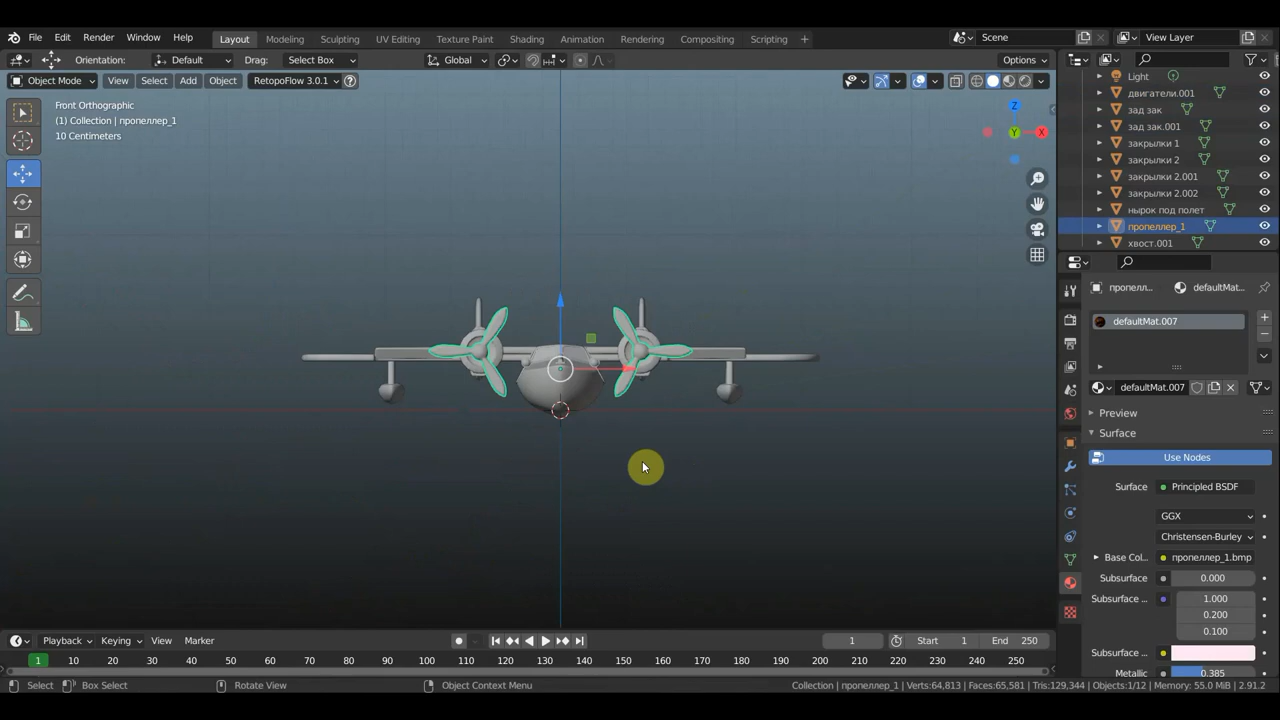 File Edit Render Window Help Layout Modeling Sculpting UV Editing Texture Paint Shading Animation Rendering Compositing Scripting + Scene View Layer
Orientation: Default Drag: Select Box Global Options
Object Mode View Select Add Object RetopoFlow 3.0.1
Front Orthographic
(1) Collection | пропеллер_1
10 Centimeters
Z
Y
X
Light
двигатели.001
зад зак
зад зак.001
закрылки 1
закрылки 2
закрылки 2.001
закрылки 2.002
нырок под полет
пропеллер_1
хвост.001
пропелл... defaultMat...
defaultMat.007
defaultMat.007
Preview
Surface
Use Nodes
Surface Principled BSDF
GGX
Christensen-Burley
Base Col... пропеллер_1.bmp
Subsurface 0.000
Subsurface ... 1.000
0.200
0.100
Subsurface ...
Metallic 0.385
Playback Keying View Marker 1 Start 1 End 250
1 10 20 30 40 50 60 70 80 90 100 110 120 130 140 150 160 170 180 190 200 210 220 230 240 250
Select Box Select Rotate View Object Context Menu Collection | пропеллер_1 | Verts:64,813 | Faces:65,581 | Tris:129,344 | Objects:1/12 | Memory: 55.0 MiB | 2.91.2